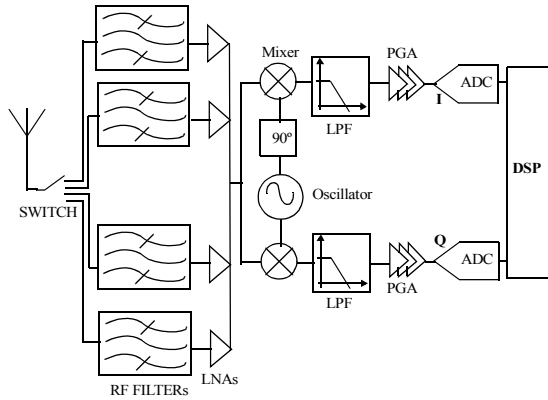 Mixer
PGA
I
ADC
LPF
90º
SWITCH
Oscillator
DSP
Q
ADC
LPF
PGA
LNAs
RF FILTERs